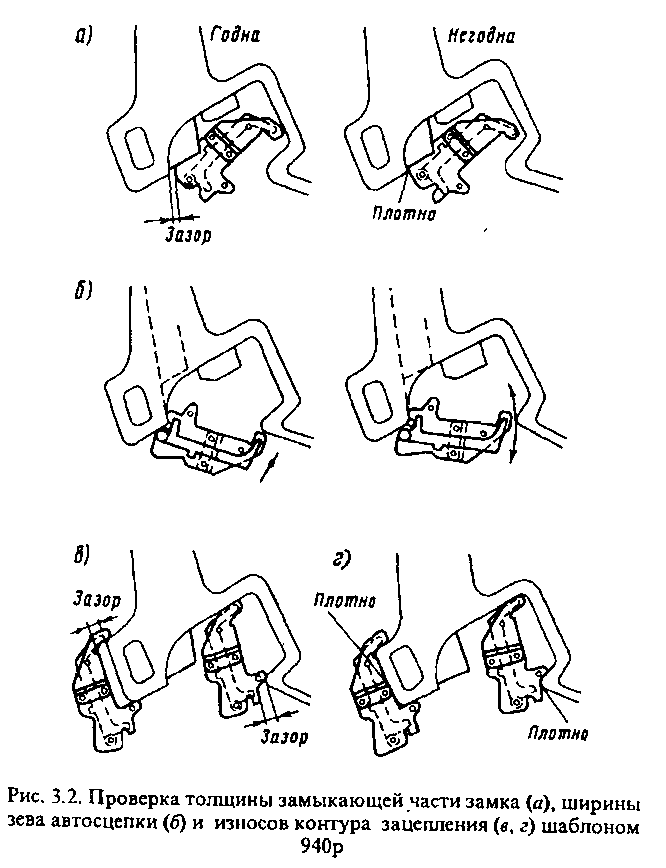 а) Годна Негодна
Зазор Плотно
б)
в) г)
Зазор Плотно
Зазор Плотно
Рис. 3.2. Проверка толщины замыкающей части замка (а), ширины
зева автосцепки (б) и износов контура зацепления (в, г) шаблоном
940р